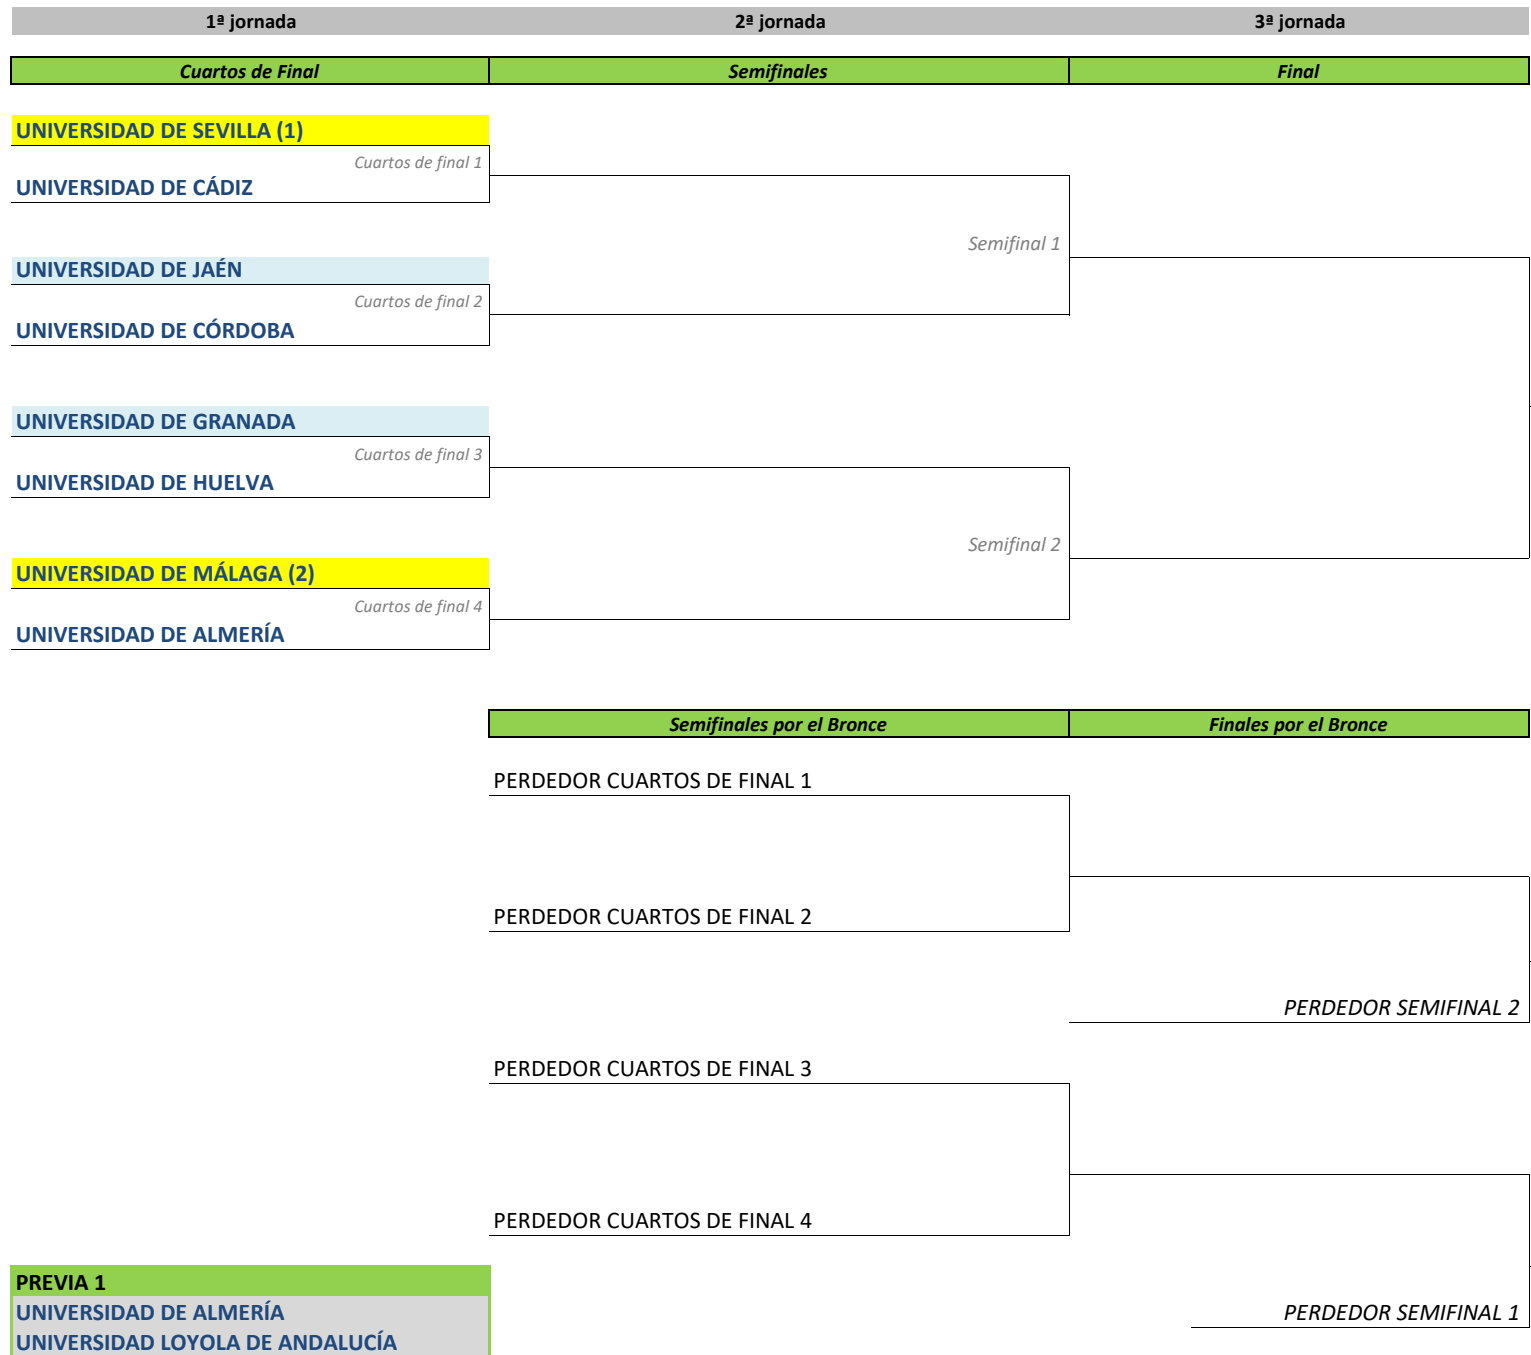 1ª jornada 2ª jornada 3ª jornada
Cuartos de Final Semifinales Final
UNIVERSIDAD DE SEVILLA (1)
Cuartos de final 1
UNIVERSIDAD DE CÁDIZ
Semifinal 1
UNIVERSIDAD DE JAÉN
Cuartos de final 2
UNIVERSIDAD DE CÓRDOBA
UNIVERSIDAD DE GRANADA
Cuartos de final 3
UNIVERSIDAD DE HUELVA
Semifinal 2
UNIVERSIDAD DE MÁLAGA (2)
Cuartos de final 4
UNIVERSIDAD DE ALMERÍA
Semifinales por el Bronce Finales por el Bronce
PERDEDOR CUARTOS DE FINAL 1
PERDEDOR CUARTOS DE FINAL 2
PERDEDOR SEMIFINAL 2
PERDEDOR CUARTOS DE FINAL 3
PERDEDOR CUARTOS DE FINAL 4
PREVIA 1
UNIVERSIDAD DE ALMERÍA PERDEDOR SEMIFINAL 1
UNIVERSIDAD LOYOLA DE ANDALUCÍA